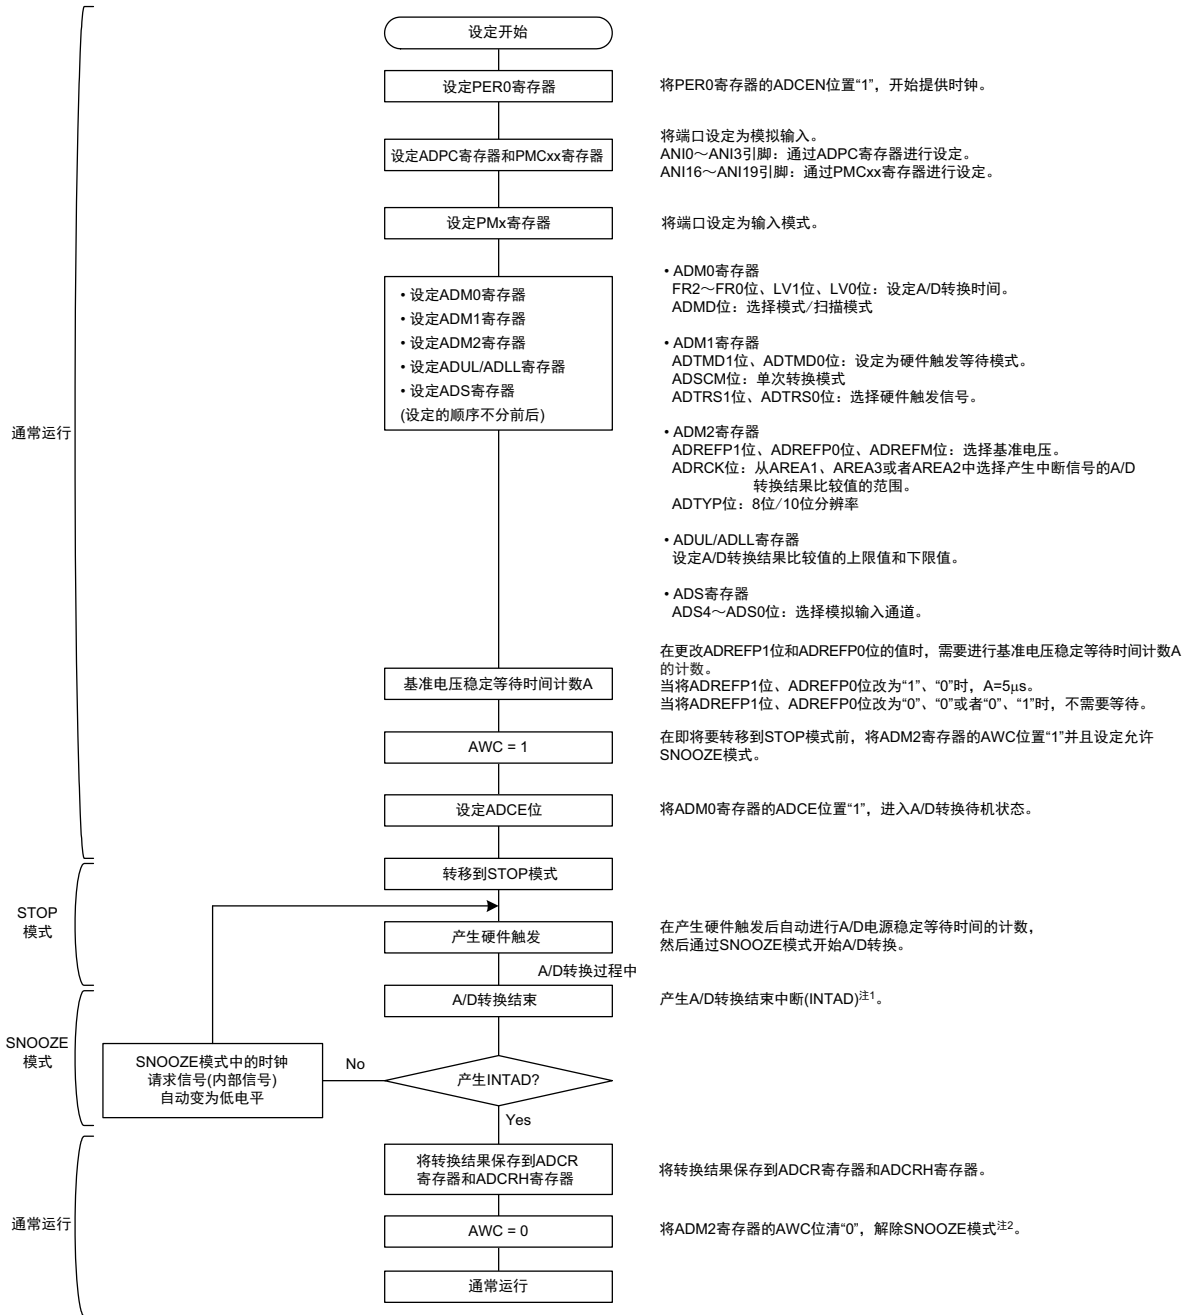 设定开始
设定PER0寄存器
将PER0寄存器的ADCEN位置“1”，开始提供时钟。
设定ADPC寄存器和PMCxx寄存器
将端口设定为模拟输入。
ANI0～ANI3引脚：通过ADPC寄存器进行设定。
ANI16～ANI19引脚：通过PMCxx寄存器进行设定。
设定PMx寄存器
将端口设定为输入模式。
• 设定ADM0寄存器
• 设定ADM1寄存器
• 设定ADM2寄存器
• 设定ADUL/ADLL寄存器
• 设定ADS寄存器
(设定的顺序不分前后)
• ADM0寄存器
FR2～FR0位、LV1位、LV0位：设定A/D转换时间。
ADMD位：选择模式/扫描模式
• ADM1寄存器
ADTMD1位、ADTMD0位：设定为硬件触发等待模式。
ADSCM位：单次转换模式
ADTRS1位、ADTRS0位：选择硬件触发信号。
• ADM2寄存器
ADREFP1位、ADREFP0位、ADREFM位：选择基准电压。
ADRCK位：从AREA1、AREA3或者AREA2中选择产生中断信号的A/D
转换结果比较值的范围。
ADTYP位：8位/10位分辨率
• ADUL/ADLL寄存器
设定A/D转换结果比较值的上限值和下限值。
• ADS寄存器
ADS4～ADS0位：选择模拟输入通道。
通常运行
基准电压稳定等待时间计数A
在更改ADREFP1位和ADREFP0位的值时，需要进行基准电压稳定等待时间计数A
的计数。
当将ADREFP1位、ADREFP0位改为“1”、“0”时，A=5μs。
当将ADREFP1位、ADREFP0位改为“0”、“0”或者“0”、“1”时，不需要等待。
AWC = 1
在即将要转移到STOP模式前，将ADM2寄存器的AWC位置“1”并且设定允许
SNOOZE模式。
设定ADCE位
将ADM0寄存器的ADCE位置“1”，进入A/D转换待机状态。
转移到STOP模式
STOP
模式
产生硬件触发
在产生硬件触发后自动进行A/D电源稳定等待时间的计数，
然后通过SNOOZE模式开始A/D转换。
A/D转换过程中
A/D转换结束
产生A/D转换结束中断(INTAD)注1。
SNOOZE
模式
SNOOZE模式中的时钟
请求信号(内部信号)
自动变为低电平
No
产生INTAD?
Yes
将转换结果保存到ADCR
寄存器和ADCRH寄存器
将转换结果保存到ADCR寄存器和ADCRH寄存器。
通常运行
AWC = 0
将ADM2寄存器的AWC位清“0”，解除SNOOZE模式注2。
通常运行